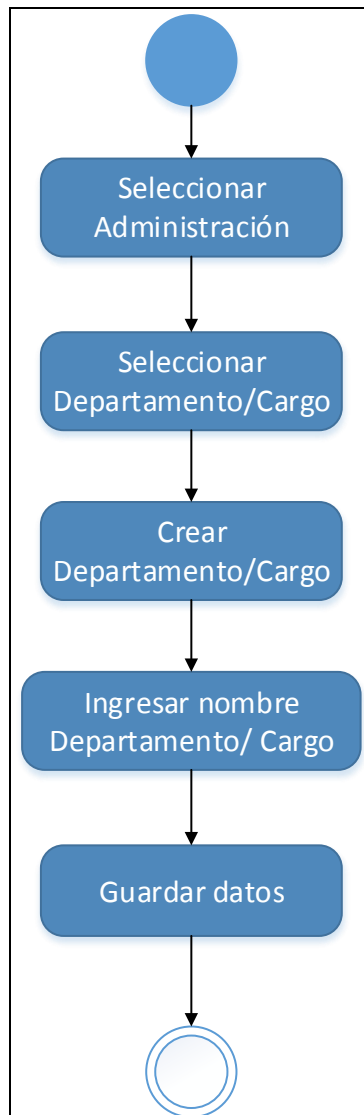 Seleccionar
Administración
Seleccionar
Departamento/Cargo
Crear
Departamento/Cargo
Ingresar nombre
Departamento/ Cargo
Guardar datos